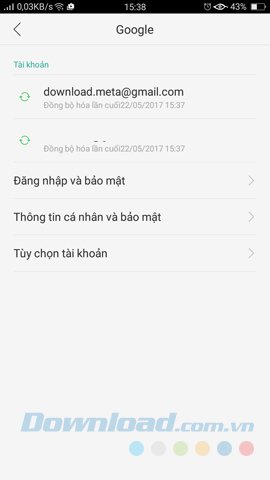 0,03KB/s
15:38
43%
Google
Tài khoản
download.meta@gmail.com
Đồng bộ hóa lần cuối22/05/2017 15:37
Đồng bộ hóa lần cuối22/05/2017 15:37
Đăng nhập và bảo mật
Thông tin cá nhân và bảo mật
Tùy chọn tài khoản
Download.com.vn